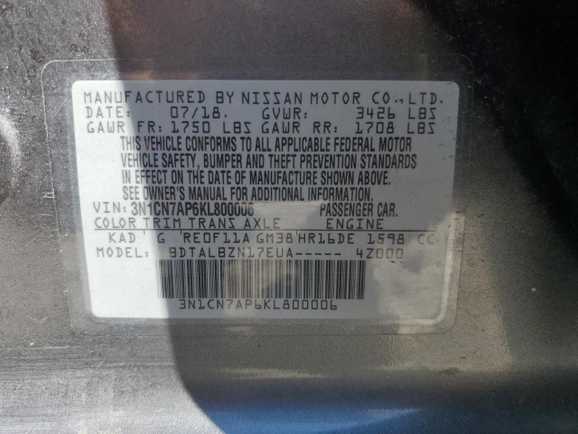 MANUFACTURED BY NISSAN MOTOR CO.,LTD.
DATE: 07/18. GVWR: 3426 LBS
GAWR FR: 1750 LBS GAWR RR: 1708 LBS
THIS VEHICLE CONFORMS TO ALL APPLICABLE FEDERAL MOTOR
VEHICLE SAFETY, BUMPER AND THEFT PREVENTION STANDARDS
IN EFFECT ON THE DATE OF MANUFACTURE SHOWN ABOVE.
SEE OWNER'S MANUAL FOR ADDITIONAL INFORMATION.
VIN: 3N1CN7AP6KL800006 PASSENGER CAR.
COLOR TRIM TRANS AXLE ENGINE
KAD G RE0F11A GM38 HR16DE 1598 CC
MODEL: BDTALBZN17EUA----- 4Z000
3N1CN7AP6KL800006